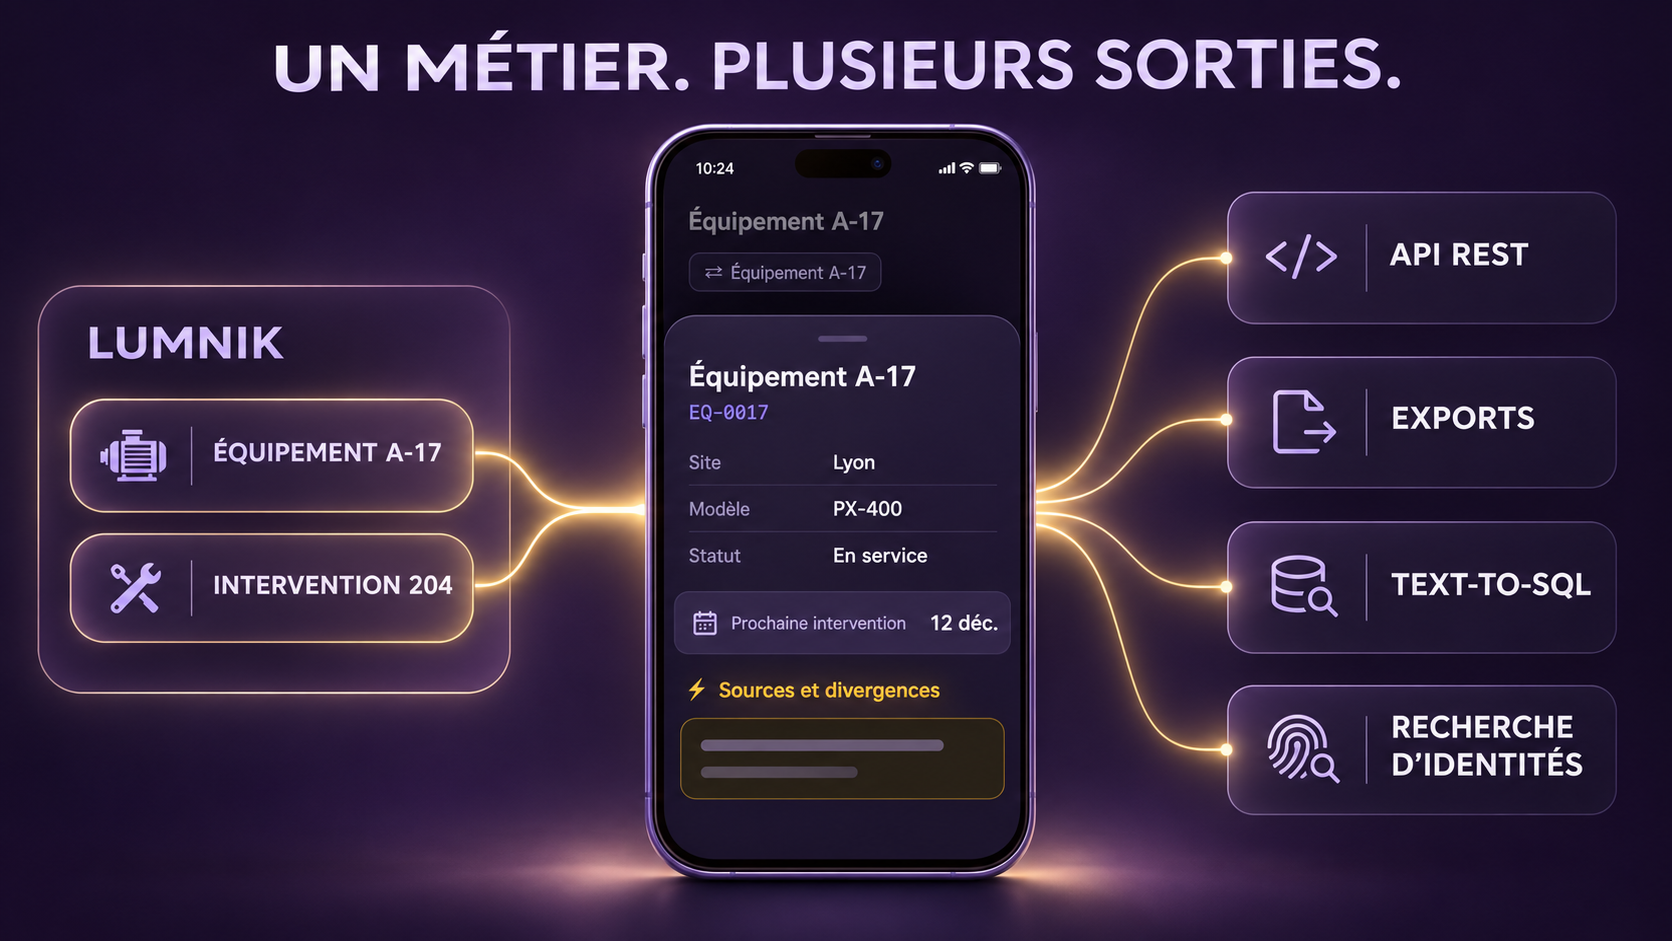 UN MÉTIER. PLUSIEURS SORTIES.
LUMNIK
ÉQUIPEMENT A-17
INTERVENTION 204
10:24
Équipement A-17
Équipement A-17
Équipement A-17
EQ-0017
Site Lyon
Modèle PX-400
Statut En service
Prochaine intervention 12 déc.
Sources et divergences
API REST
EXPORTS
TEXT-TO-SQL
RECHERCHE
D'IDENTITÉS